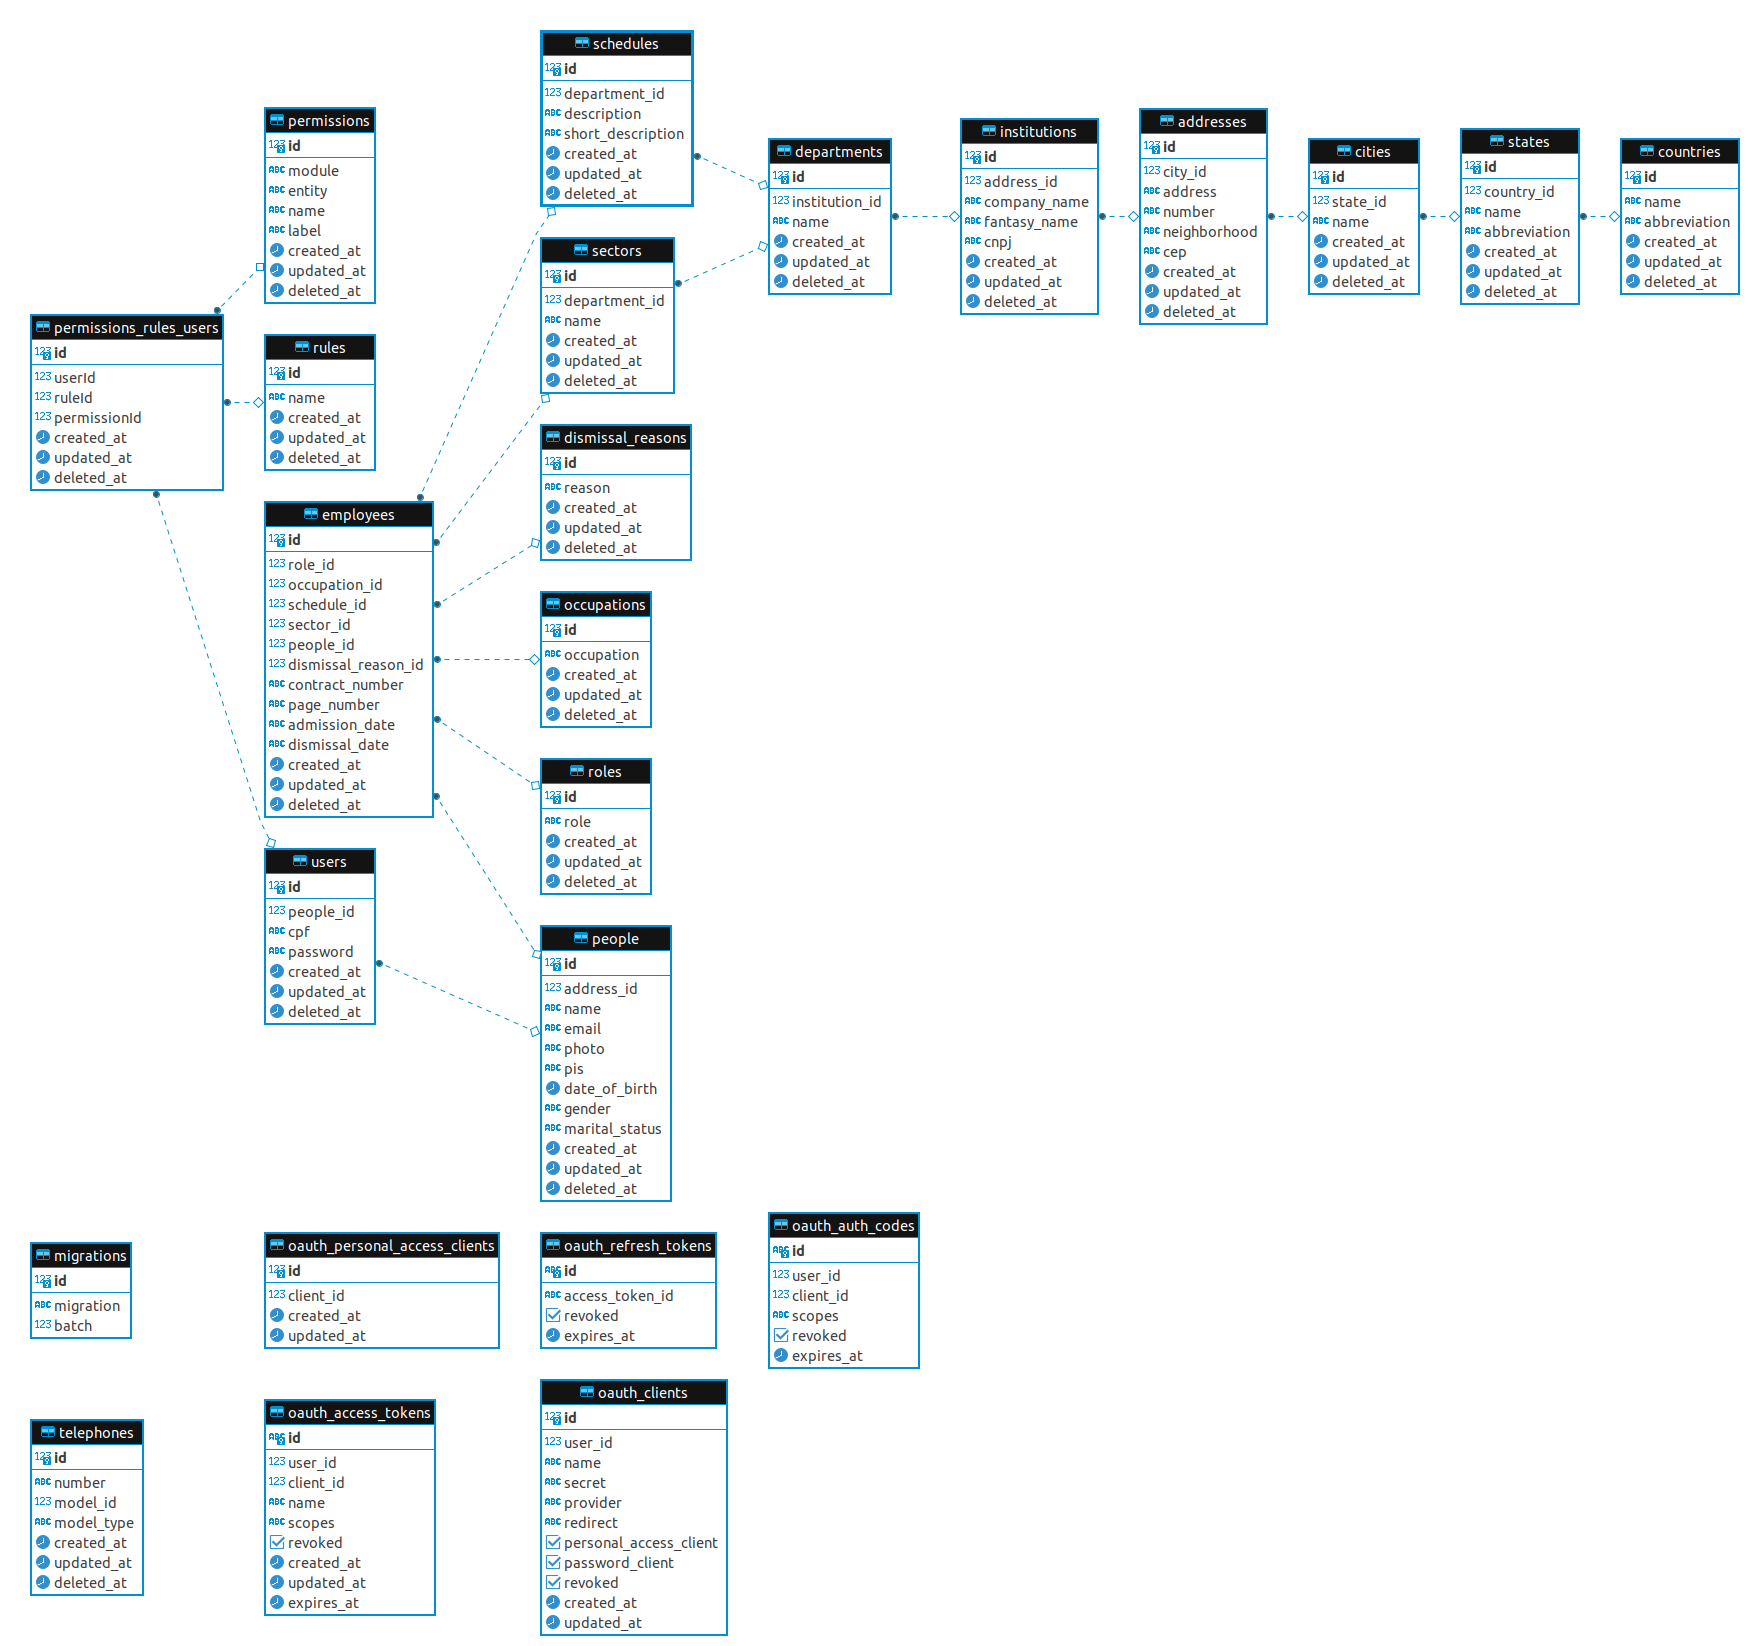 schedules
id
department_id
description
short_description
created_at
updated_at
deleted_at
permissions
id
module
entity
name
label
created_at
updated_at
deleted_at
departments
id
institution_id
name
created_at
updated_at
deleted_at
institutions
id
address_id
company_name
fantasy_name
cnpj
created_at
updated_at
deleted_at
addresses
id
city_id
address
number
neighborhood
cep
created_at
updated_at
deleted_at
cities
id
state_id
name
created_at
updated_at
deleted_at
states
id
country_id
name
abbreviation
created_at
updated_at
deleted_at
countries
id
name
abbreviation
created_at
updated_at
deleted_at
sectors
id
department_id
name
created_at
updated_at
deleted_at
permissions_rules_users
id
userId
ruleId
permissionId
created_at
updated_at
deleted_at
rules
id
name
created_at
updated_at
deleted_at
dismissal_reasons
id
reason
created_at
updated_at
deleted_at
employees
id
role_id
occupation_id
schedule_id
sector_id
people_id
dismissal_reason_id
contract_number
page_number
admission_date
dismissal_date
created_at
updated_at
deleted_at
occupations
id
occupation
created_at
updated_at
deleted_at
roles
id
role
created_at
updated_at
deleted_at
users
id
people_id
cpf
password
created_at
updated_at
deleted_at
people
id
address_id
name
email
photo
pis
date_of_birth
gender
marital_status
created_at
updated_at
deleted_at
migrations
id
migration
batch
oauth_personal_access_clients
id
client_id
created_at
updated_at
oauth_refresh_tokens
id
access_token_id
revoked
expires_at
oauth_auth_codes
id
user_id
client_id
scopes
revoked
expires_at
telephones
id
number
model_id
model_type
created_at
updated_at
deleted_at
oauth_access_tokens
id
user_id
client_id
name
scopes
revoked
created_at
updated_at
expires_at
oauth_clients
id
user_id
name
secret
provider
redirect
personal_access_client
password_client
revoked
created_at
updated_at